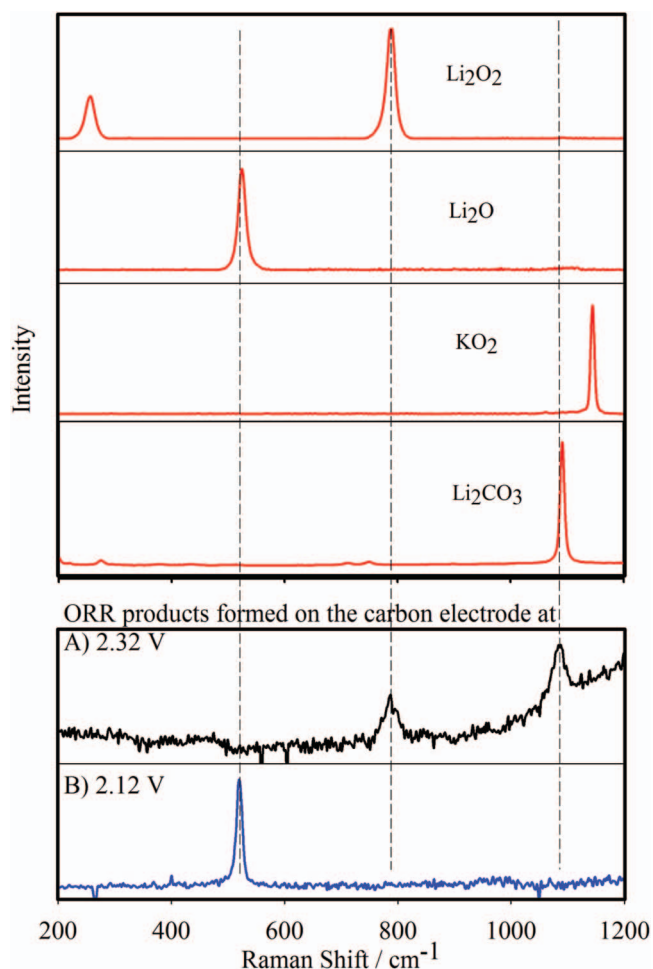 Li₂O₂
Li₂O
KO₂
Li₂CO₃
Intensity
ORR products formed on the carbon electrode at
A) 2.32 V
B) 2.12 V
200 400 600 800 1000 1200
Raman Shift / cm⁻¹